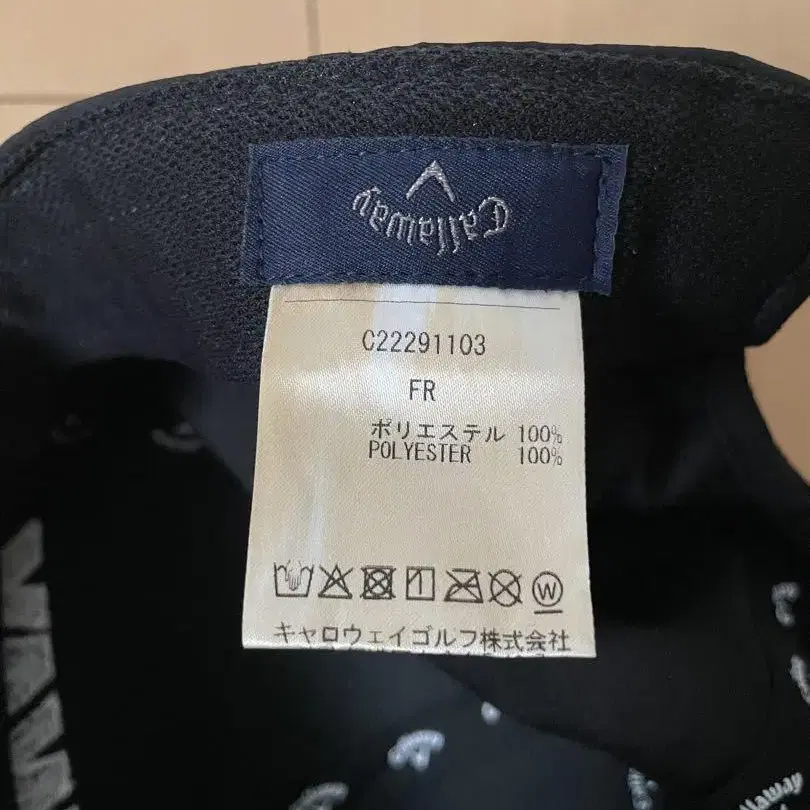 Callaway
C22291103
FR
ポリエステル 100%
POLYESTER 100%
W
キャロウェイゴルフ株式会社
Callaway